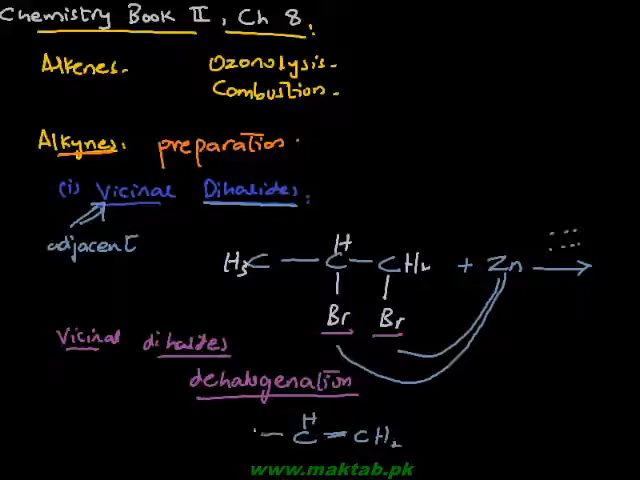 Chemistry Book II, Ch 8.
Alkenes. Ozonolysis.
Combustion.
Alkynes. preparation.
(i) Vicinal Dihalides:
adjacent
H
H3C — C — CH2 + Zn →
Br Br
Vicinal dihalides
dehalogenation
H
— C = CH2
www.maktab.pk